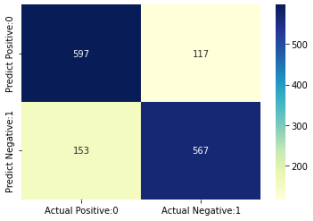 Predict Positive:0
Predict Negative:1
597
117
153
567
Actual Positive:0
Actual Negative:1
500
400
300
200